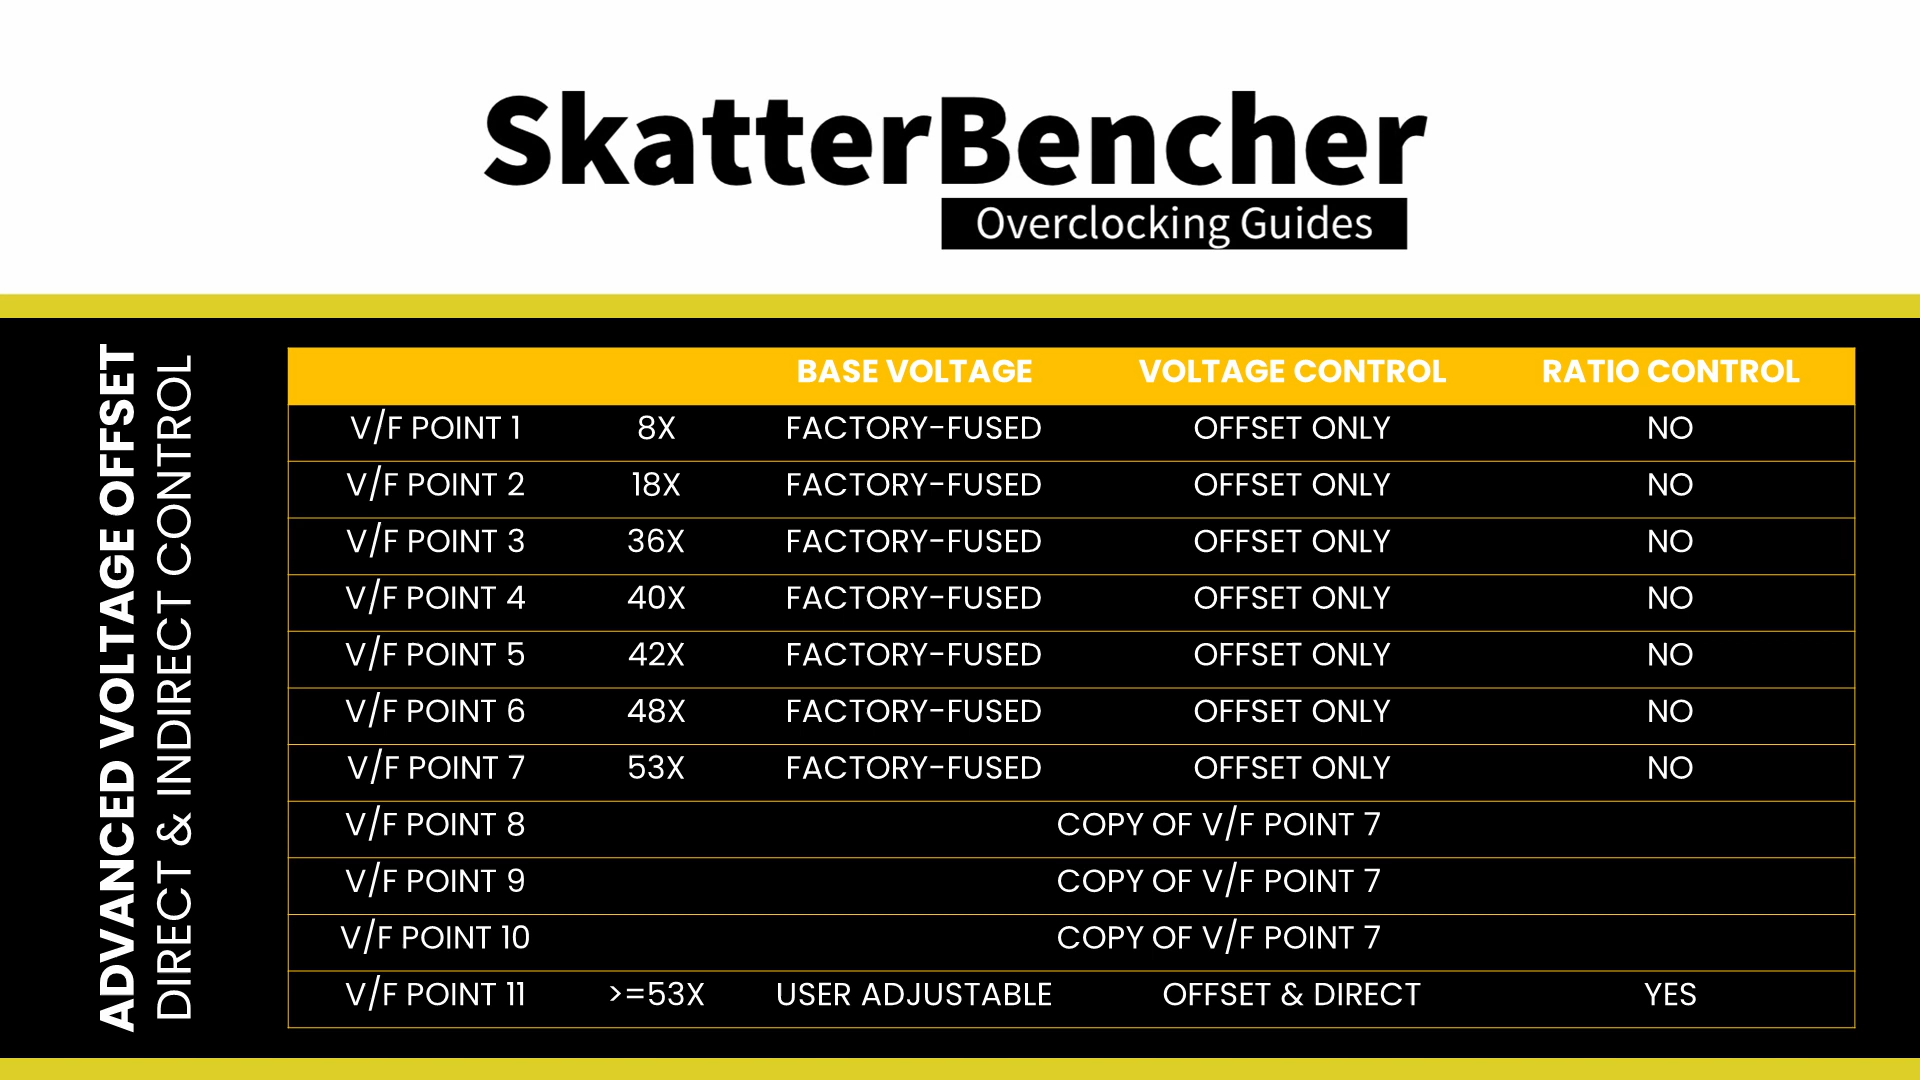 SkatterBencher
Overclocking Guides
ADVANCED VOLTAGE OFFSET
DIRECT & INDIRECT CONTROL
BASE VOLTAGE VOLTAGE CONTROL RATIO CONTROL
V/F POINT 1 8X FACTORY-FUSED OFFSET ONLY NO
V/F POINT 2 18X FACTORY-FUSED OFFSET ONLY NO
V/F POINT 3 36X FACTORY-FUSED OFFSET ONLY NO
V/F POINT 4 40X FACTORY-FUSED OFFSET ONLY NO
V/F POINT 5 42X FACTORY-FUSED OFFSET ONLY NO
V/F POINT 6 48X FACTORY-FUSED OFFSET ONLY NO
V/F POINT 7 53X FACTORY-FUSED OFFSET ONLY NO
V/F POINT 8 COPY OF V/F POINT 7
V/F POINT 9 COPY OF V/F POINT 7
V/F POINT 10 COPY OF V/F POINT 7
V/F POINT 11 >=53X USER ADJUSTABLE OFFSET & DIRECT YES